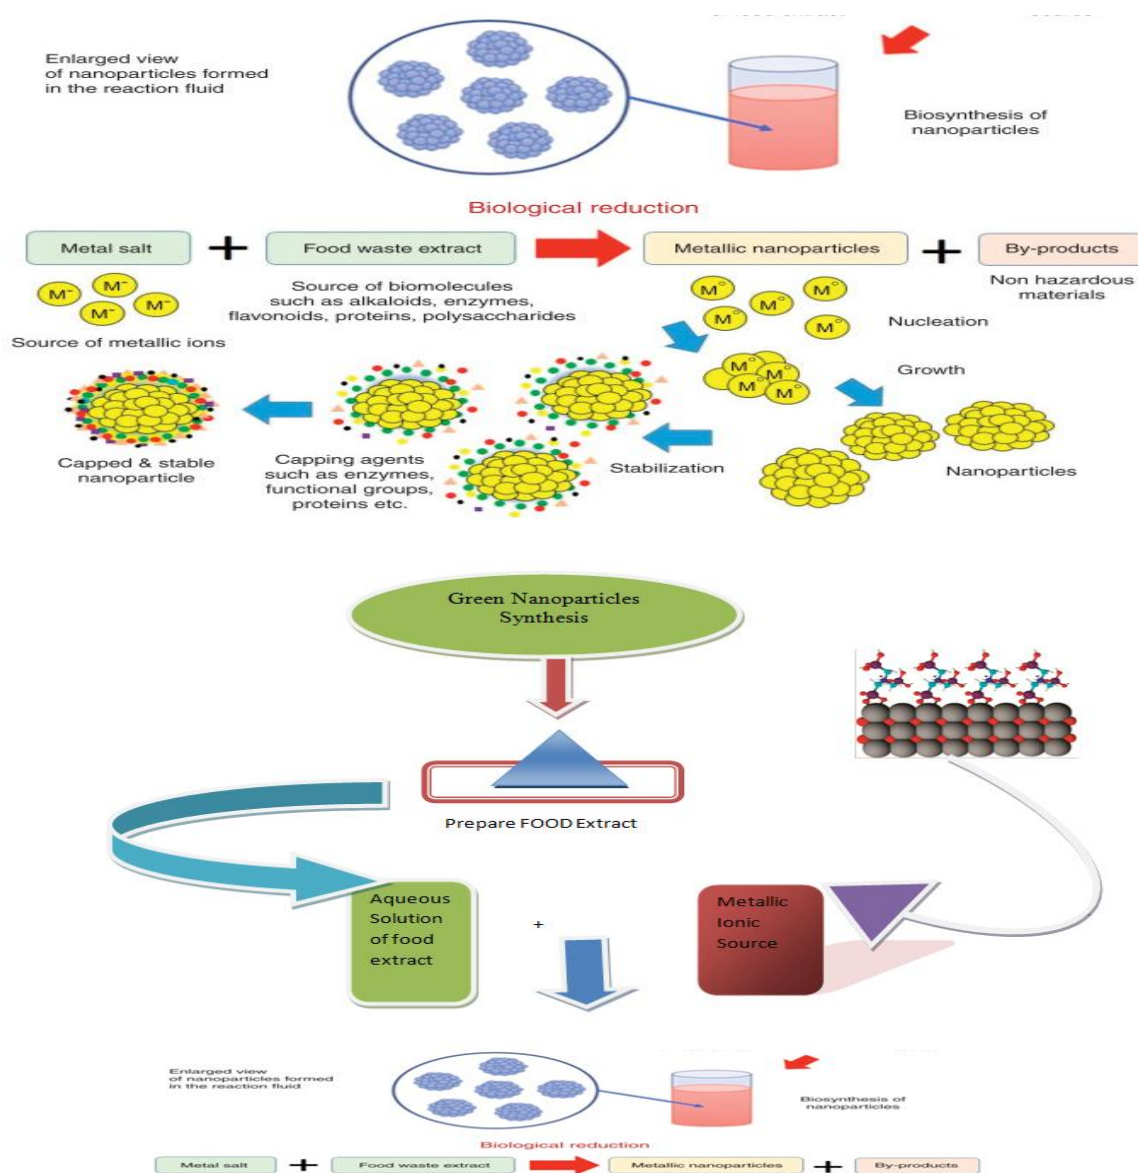 Enlarged view
of nanoparticles formed
in the reaction fluid
Biosynthesis of
nanoparticles
Biological reduction
Metal salt + Food waste extract Metallic nanoparticles + By-products
M⁻ M⁻ M⁻ M⁻
Source of metallic ions
Source of biomolecules
such as alkaloids, enzymes,
flavonoids, proteins, polysaccharides
M° M° M° M° M°
Non hazardous
materials
Nucleation
M° M° M° M°
Growth
Nanoparticles
Stabilization
Capping agents
such as enzymes,
functional groups,
proteins etc.
Capped & stable
nanoparticle
Green Nanoparticles
Synthesis
Prepare FOOD Extract
Aqueous
Solution
of food
extract
+
Metallic
Ionic
Source
Enlarged view
of nanoparticles formed
in the reaction fluid
Biosynthesis of
nanoparticles
Biological reduction
Metal salt + Food waste extract Metallic nanoparticles + By-products